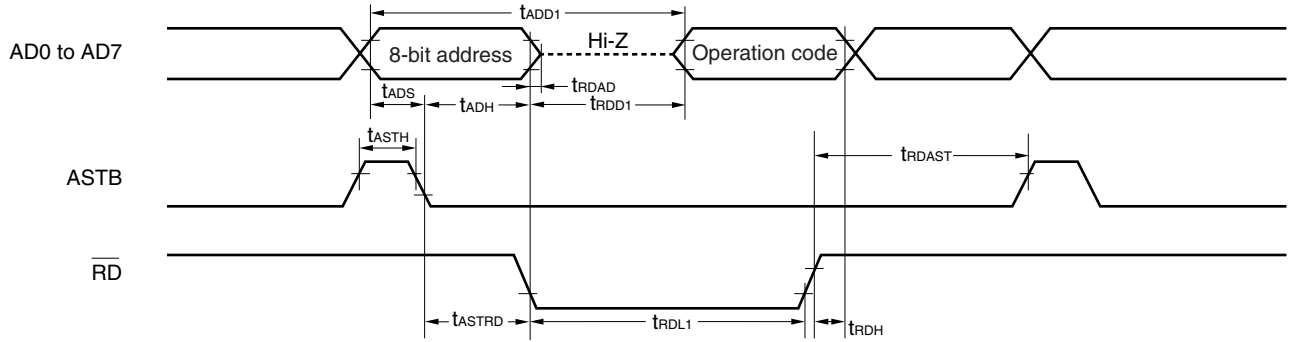 tADD1
AD0 to AD7
8-bit address
Hi-Z
Operation code
tADS
tADH
tRDAD
tRDD1
tASTH
tRDAST
ASTB
RD
tASTRD
tRDL1
tRDH